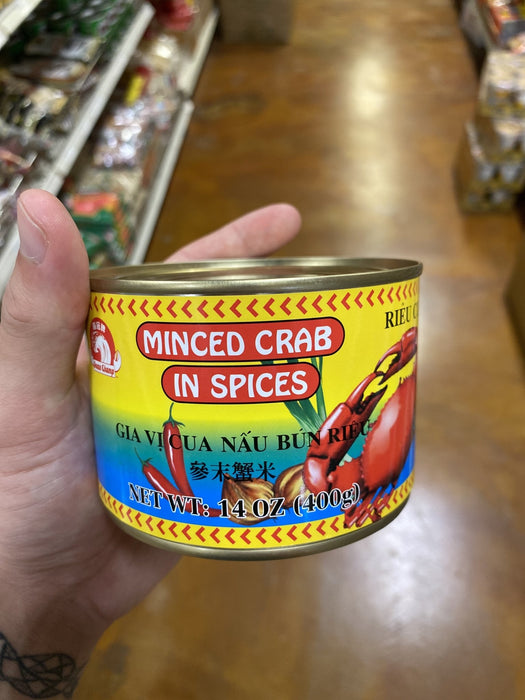 MINCED CRAB
IN SPICES
RIÊU C
GIA VỊ CUA NẤU BÚN RIÊU
參末蟹米
NET WT: 14 OZ (400g)